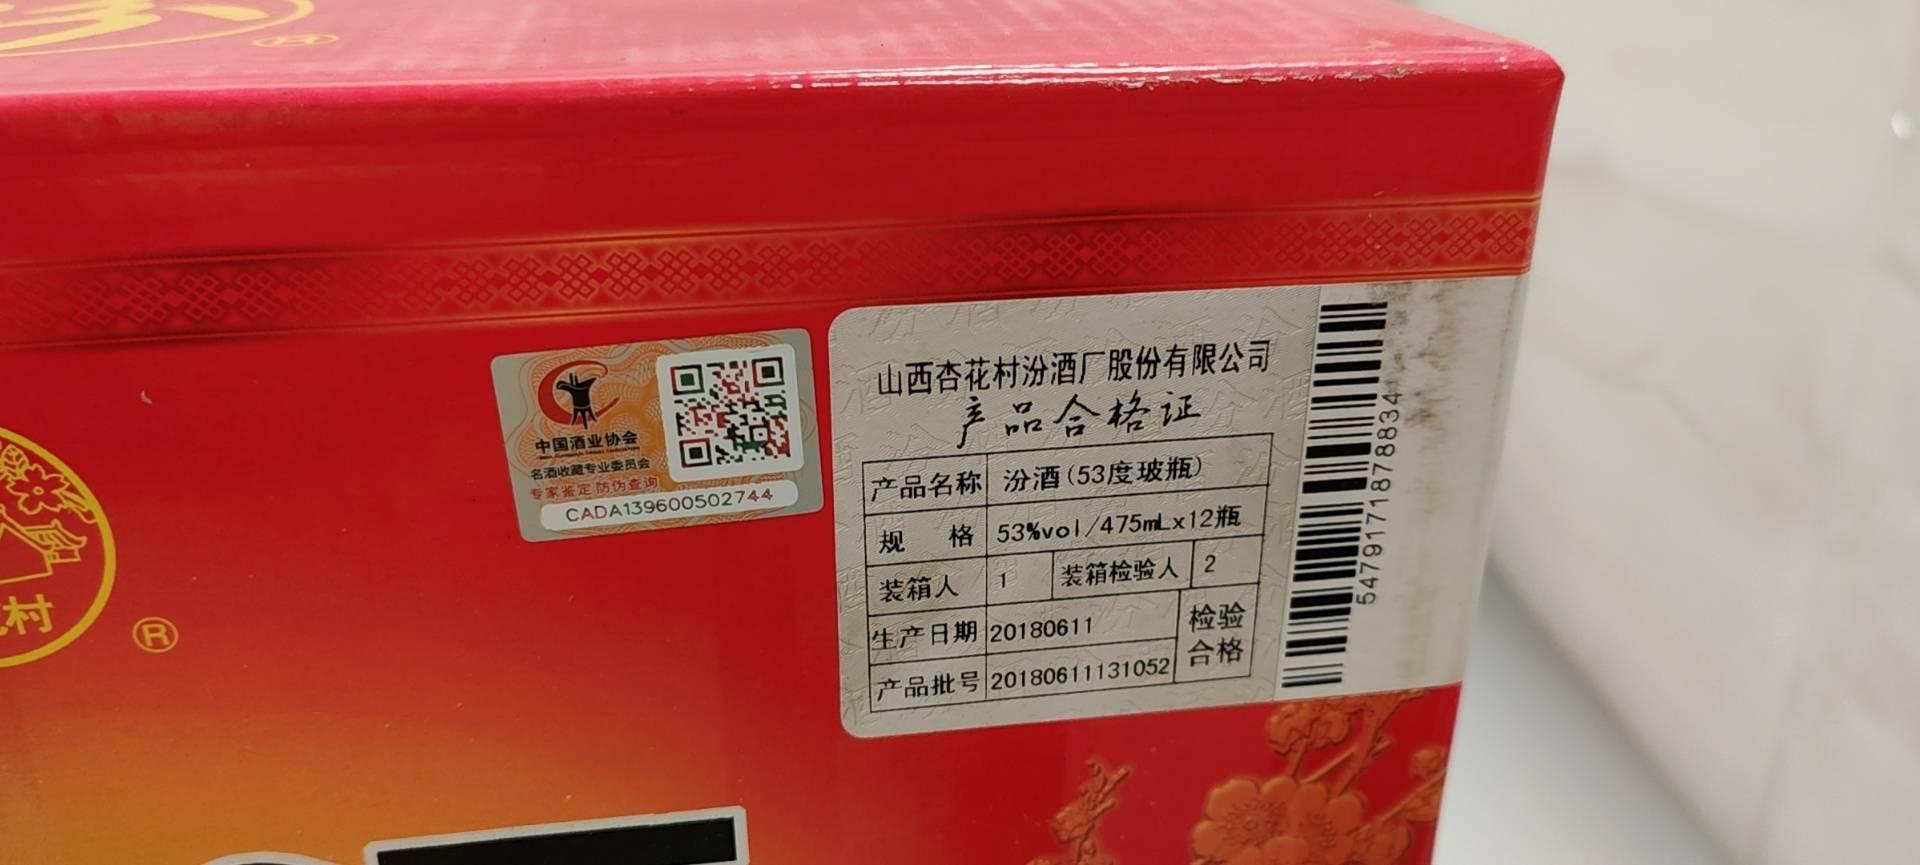 ®
村
®
中国酒业协会
名酒收藏专业委员会
专家鉴定 防伪查询
CADA139600502744
山西杏花村汾酒厂股份有限公司
产品合格证
产品名称 汾酒(53度玻瓶)
规 格 53%vol/475mLx12瓶
装箱人 1 装箱检验人 2
生产日期 20180611 检验
产品批号 20180611131052 合格
5479171878834